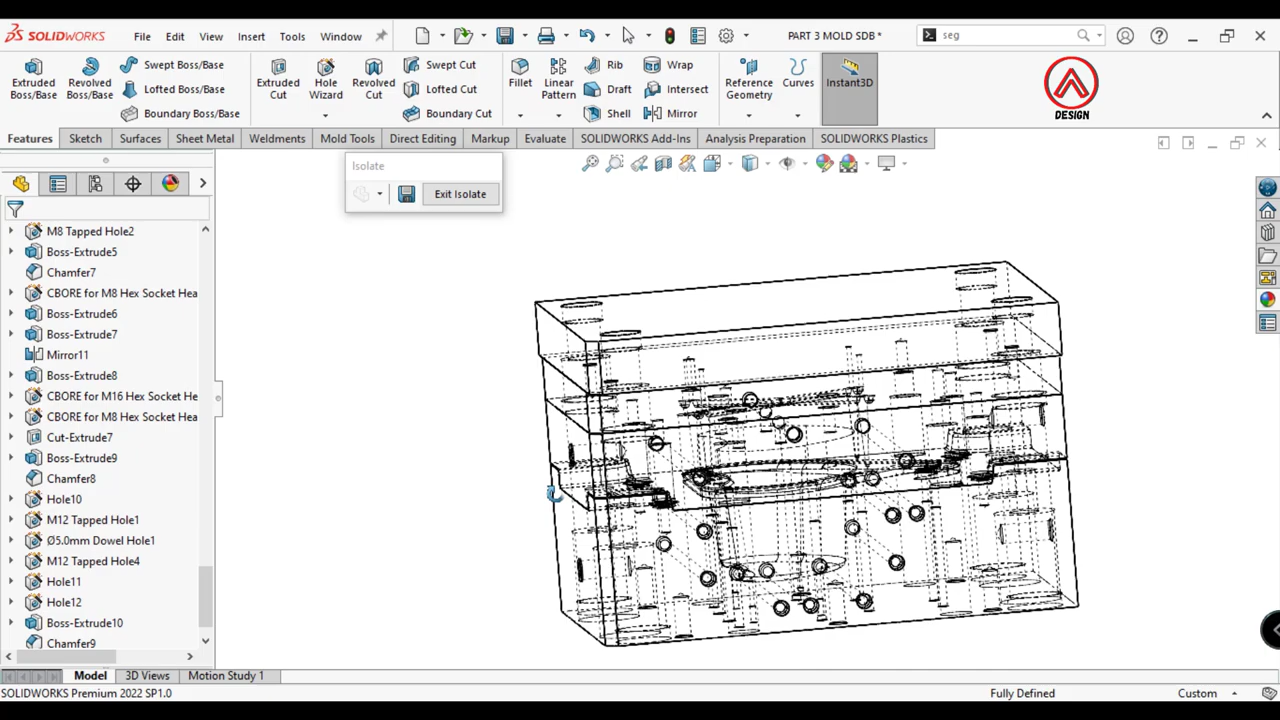 SOLIDWORKS File Edit View Insert Tools Window PART 3 MOLD SDB * seg
Extruded Boss/Base
Revolved Boss/Base
Swept Boss/Base
Lofted Boss/Base
Boundary Boss/Base
Extruded Cut
Hole Wizard
Revolved Cut
Swept Cut
Lofted Cut
Boundary Cut
Fillet
Linear Pattern
Rib
Draft
Shell
Wrap
Intersect
Mirror
Reference Geometry
Curves
Instant3D
DESIGN
Features Sketch Surfaces Sheet Metal Weldments Mold Tools Direct Editing Markup Evaluate SOLIDWORKS Add-Ins Analysis Preparation SOLIDWORKS Plastics
Isolate
Exit Isolate
M8 Tapped Hole2
Boss-Extrude5
Chamfer7
CBORE for M8 Hex Socket Hea
Boss-Extrude6
Boss-Extrude7
Mirror11
Boss-Extrude8
CBORE for M16 Hex Socket He
CBORE for M8 Hex Socket Hea
Cut-Extrude7
Boss-Extrude9
Chamfer8
Hole10
M12 Tapped Hole1
Ø5.0mm Dowel Hole1
M12 Tapped Hole4
Hole11
Hole12
Boss-Extrude10
Chamfer9
Model 3D Views Motion Study 1
SOLIDWORKS Premium 2022 SP1.0 Fully Defined Custom